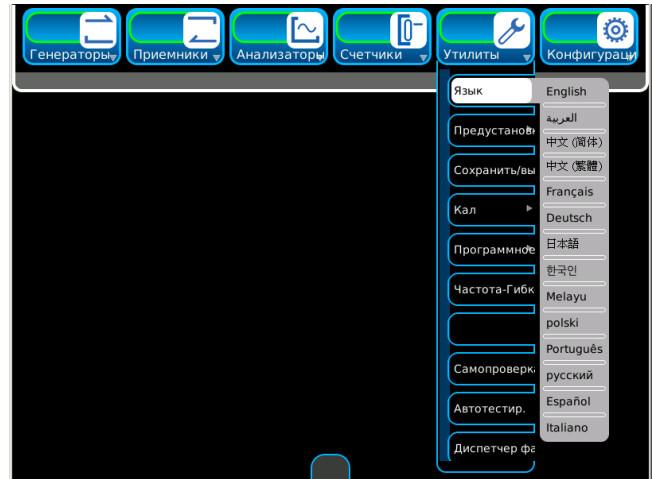 Генераторы
Приемники
Анализаторы
Счетчики
Утилиты
Конфигураци
Язык
Предустанов
Сохранить/вы
Кал
Программное
Частота-Гибк
Самопроверк
Автотестир.
Диспетчер фа
English
العربية
中文 (简体)
中文 (繁體)
Français
Deutsch
日本語
한국인
Melayu
polski
Português
русский
Español
Italiano